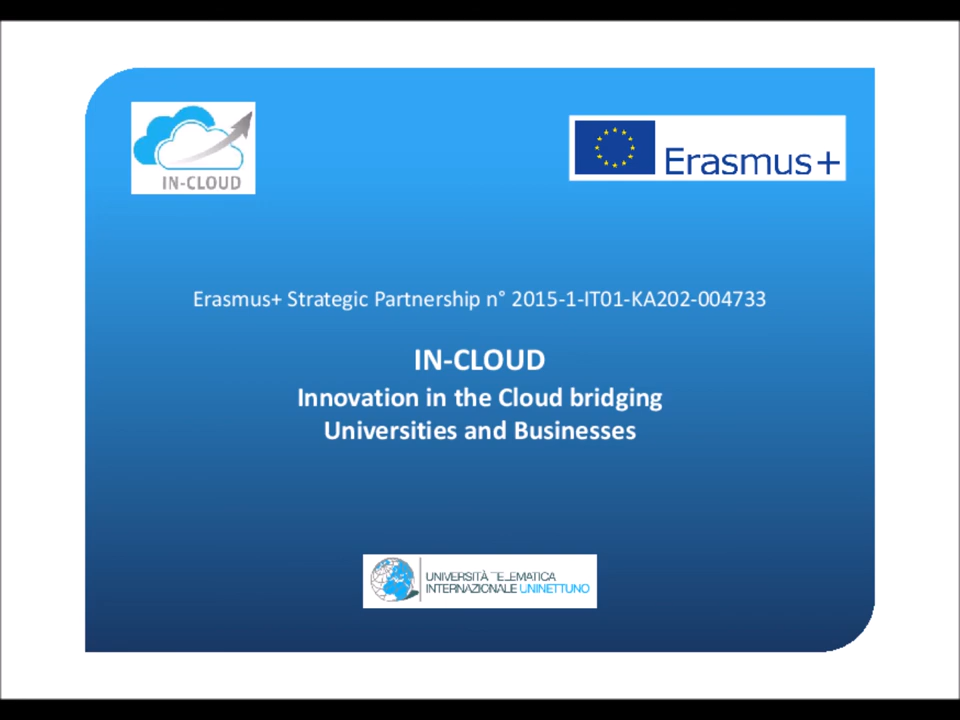 IN-CLOUD
Erasmus+
Erasmus+ Strategic Partnership n° 2015-1-IT01-KA202-004733
IN-CLOUD
Innovation in the Cloud bridging
Universities and Businesses
UNIVERSITÀ TELEMATICA
INTERNAZIONALE UNINETTUNO